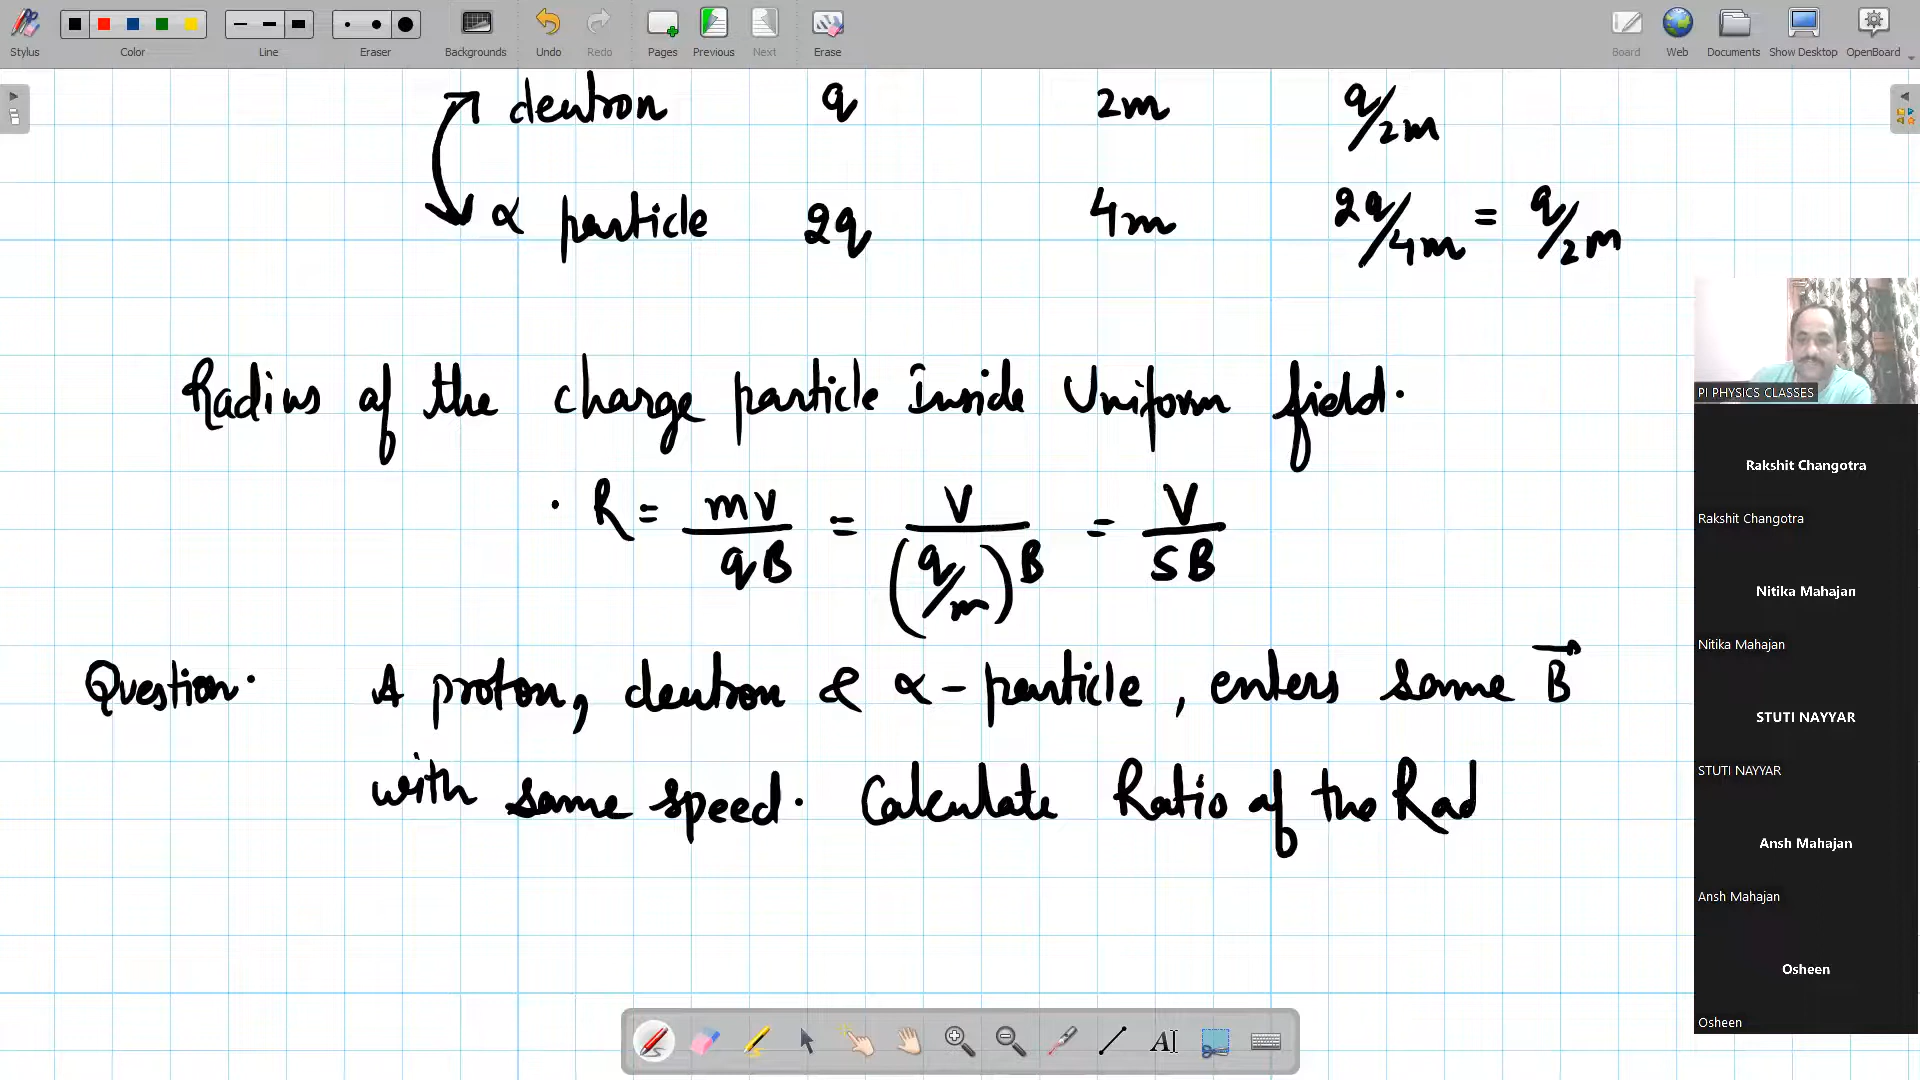 Stylus Color Line Eraser Backgrounds Undo Redo Pages Previous Next Erase Board Web Documents Show Desktop OpenBoard
deutron q 2m q/2m
α particle 2q 4m 2q/4m = q/2m
Radius of the charge particle Inside Uniform field.
R = mv/qB = V/(q/m)B = V/SB
Question. A proton, deutron & α-particle, enters same B⃗
with same speed. Calculate Ratio of the Rad
PI PHYSICS CLASSES
Rakshit Changotra
Rakshit Changotra
Nitika Mahajan
Nitika Mahajan
STUTI NAYYAR
STUTI NAYYAR
Ansh Mahajan
Ansh Mahajan
Osheen
Osheen